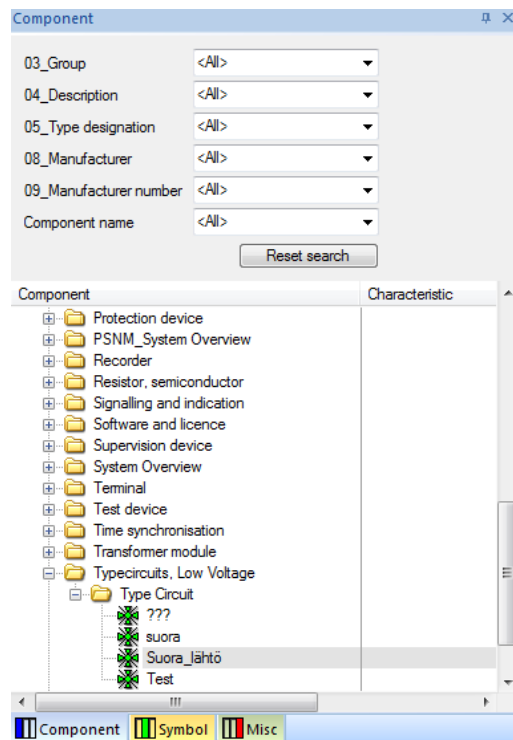 Component
03_Group <All>
04_Description <All>
05_Type designation <All>
08_Manufacturer <All>
09_Manufacturer number <All>
Component name <All>
Reset search
Component Characteristic
Protection device
PSNM_System Overview
Recorder
Resistor, semiconductor
Signalling and indication
Software and licence
Supervision device
System Overview
Terminal
Test device
Time synchronisation
Transformer module
Typecircuits, Low Voltage
Type Circuit
???
suora
Suora_lähtö
Test
Component Symbol Misc